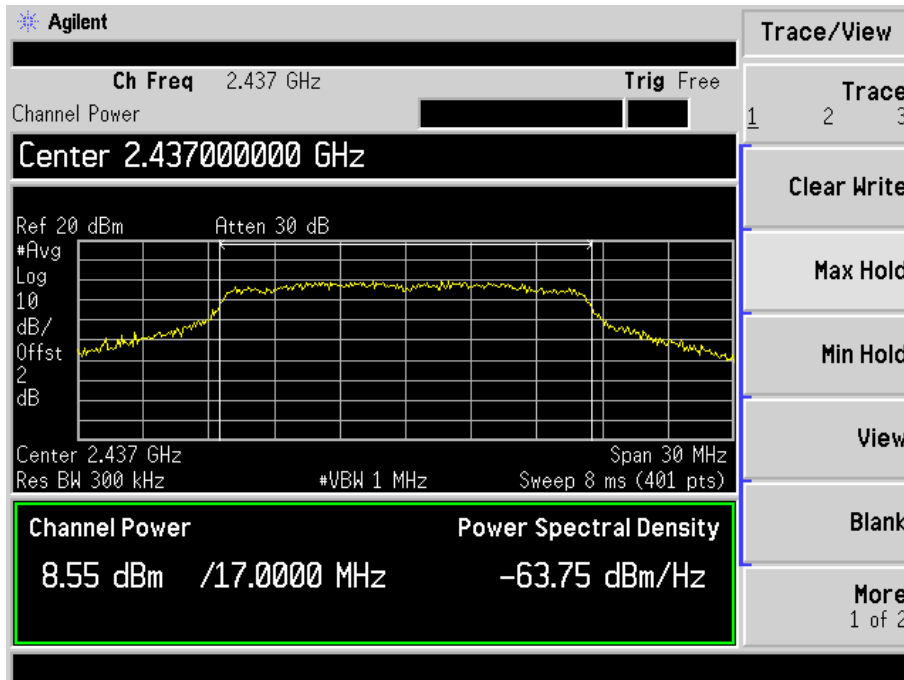 Agilent
Ch Freq 2.437 GHz Trig Free
Channel Power
Center 2.437000000 GHz
Ref 20 dBm Atten 30 dB
#Avg
Log
10
dB/
Offst
2
dB
Center 2.437 GHz Span 30 MHz
Res BW 300 kHz #VBW 1 MHz Sweep 8 ms (401 pts)
Channel Power Power Spectral Density
8.55 dBm /17.0000 MHz -63.75 dBm/Hz
Trace/View
Trace
1 2 3
Clear Write
Max Hold
Min Hold
View
Blank
More
1 of 2